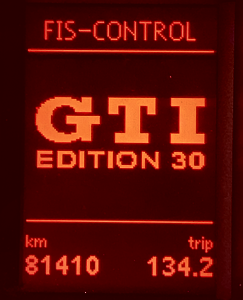 FIS-CONTROL
GTI
EDITION 30
km trip
81410 134.2